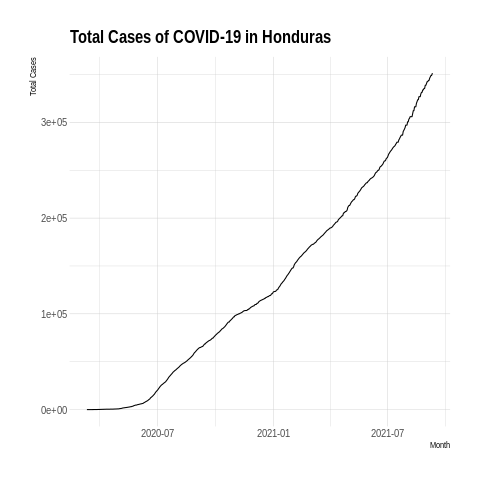 Total Cases of COVID-19 in Honduras
Total Cases
3e+05
2e+05
1e+05
0e+00
2020-07 2021-01 2021-07
Month